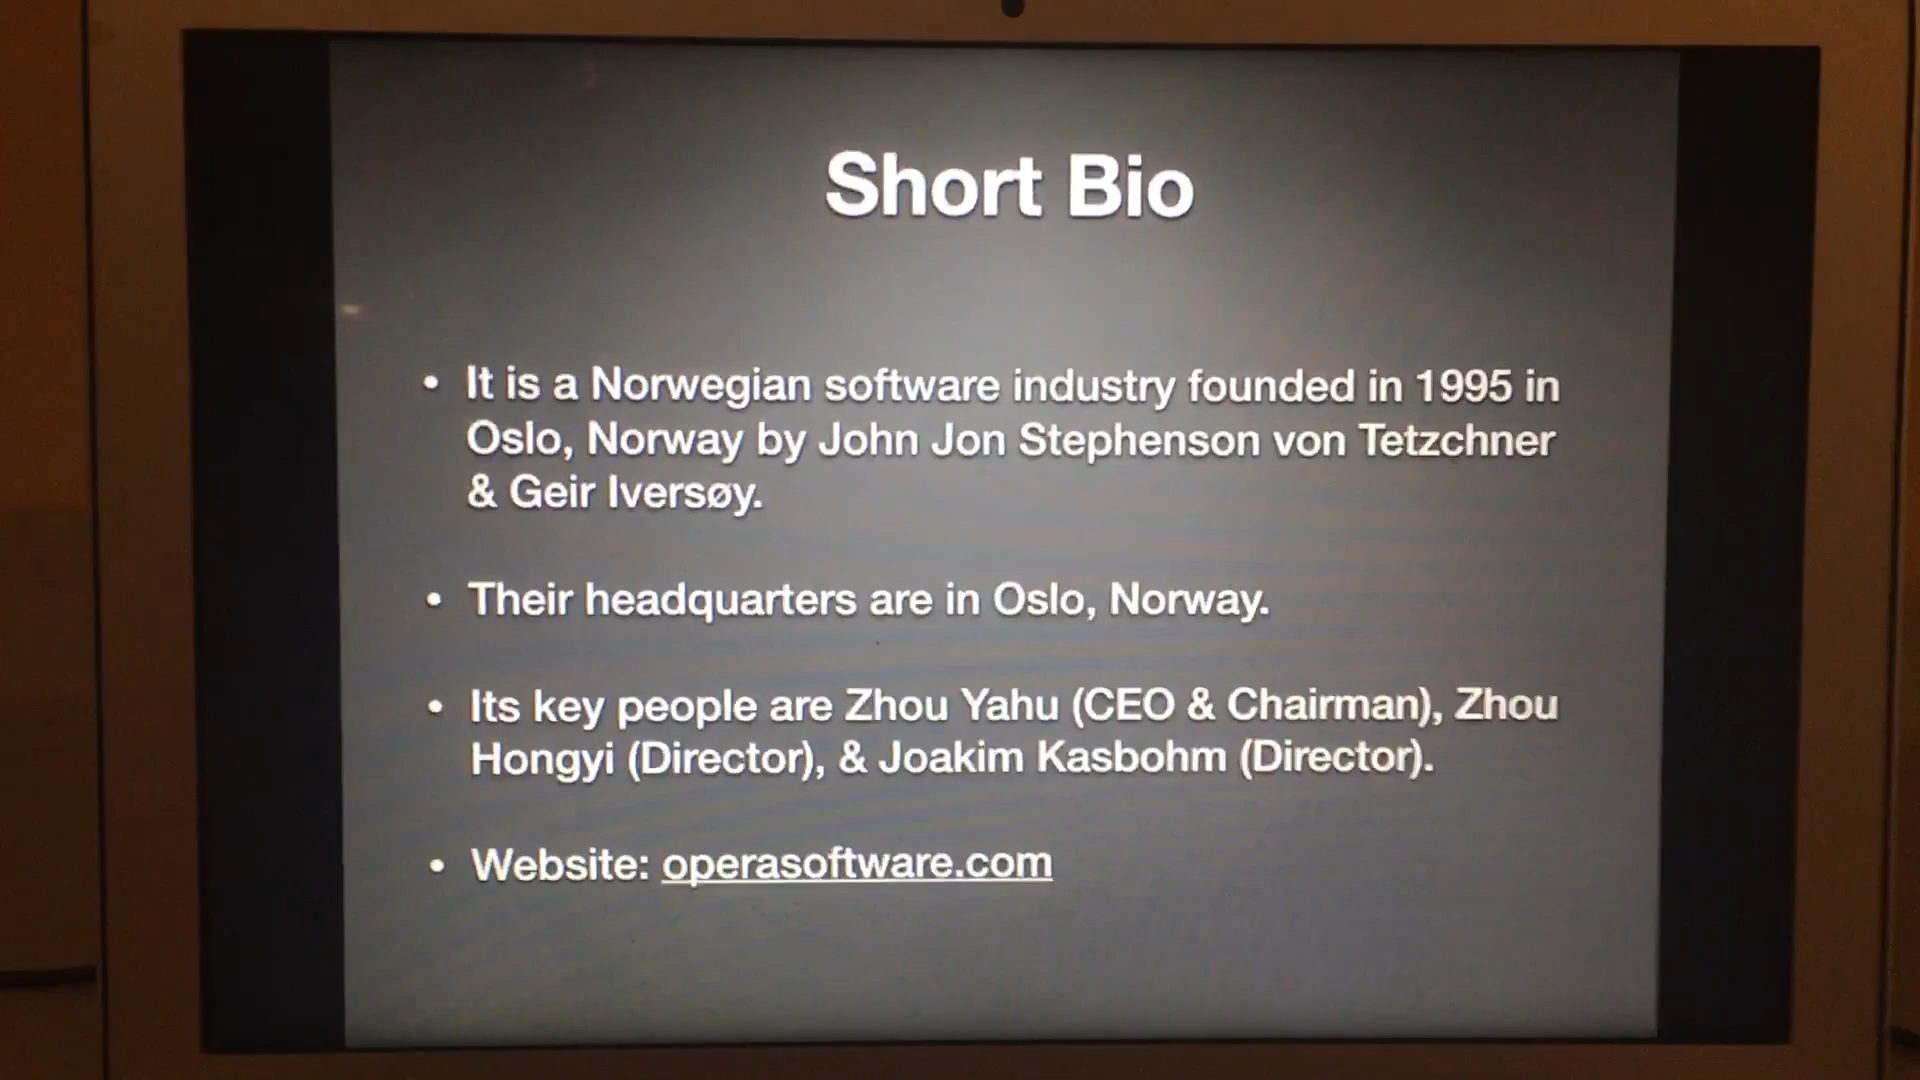 Short Bio
• It is a Norwegian software industry founded in 1995 in
Oslo, Norway by John Jon Stephenson von Tetzchner
& Geir Iversøy.
• Their headquarters are in Oslo, Norway.
• Its key people are Zhou Yahu (CEO & Chairman), Zhou
Hongyi (Director), & Joakim Kasbohm (Director).
• Website: operasoftware.com